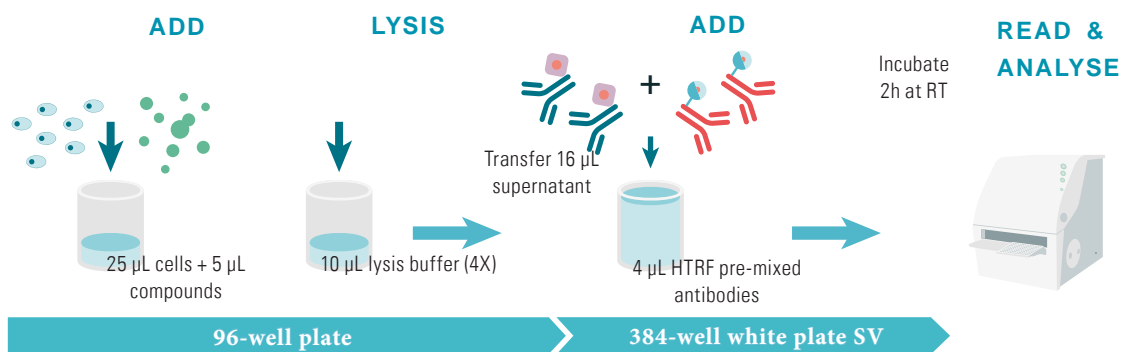 ADD
LYSIS
ADD
READ &
ANALYSE
Incubate
2h at RT
+
Transfer 16 µL
supernatant
25 µL cells + 5 µL
compounds
10 µL lysis buffer (4X)
4 µL HTRF pre-mixed
antibodies
96-well plate
384-well white plate SV